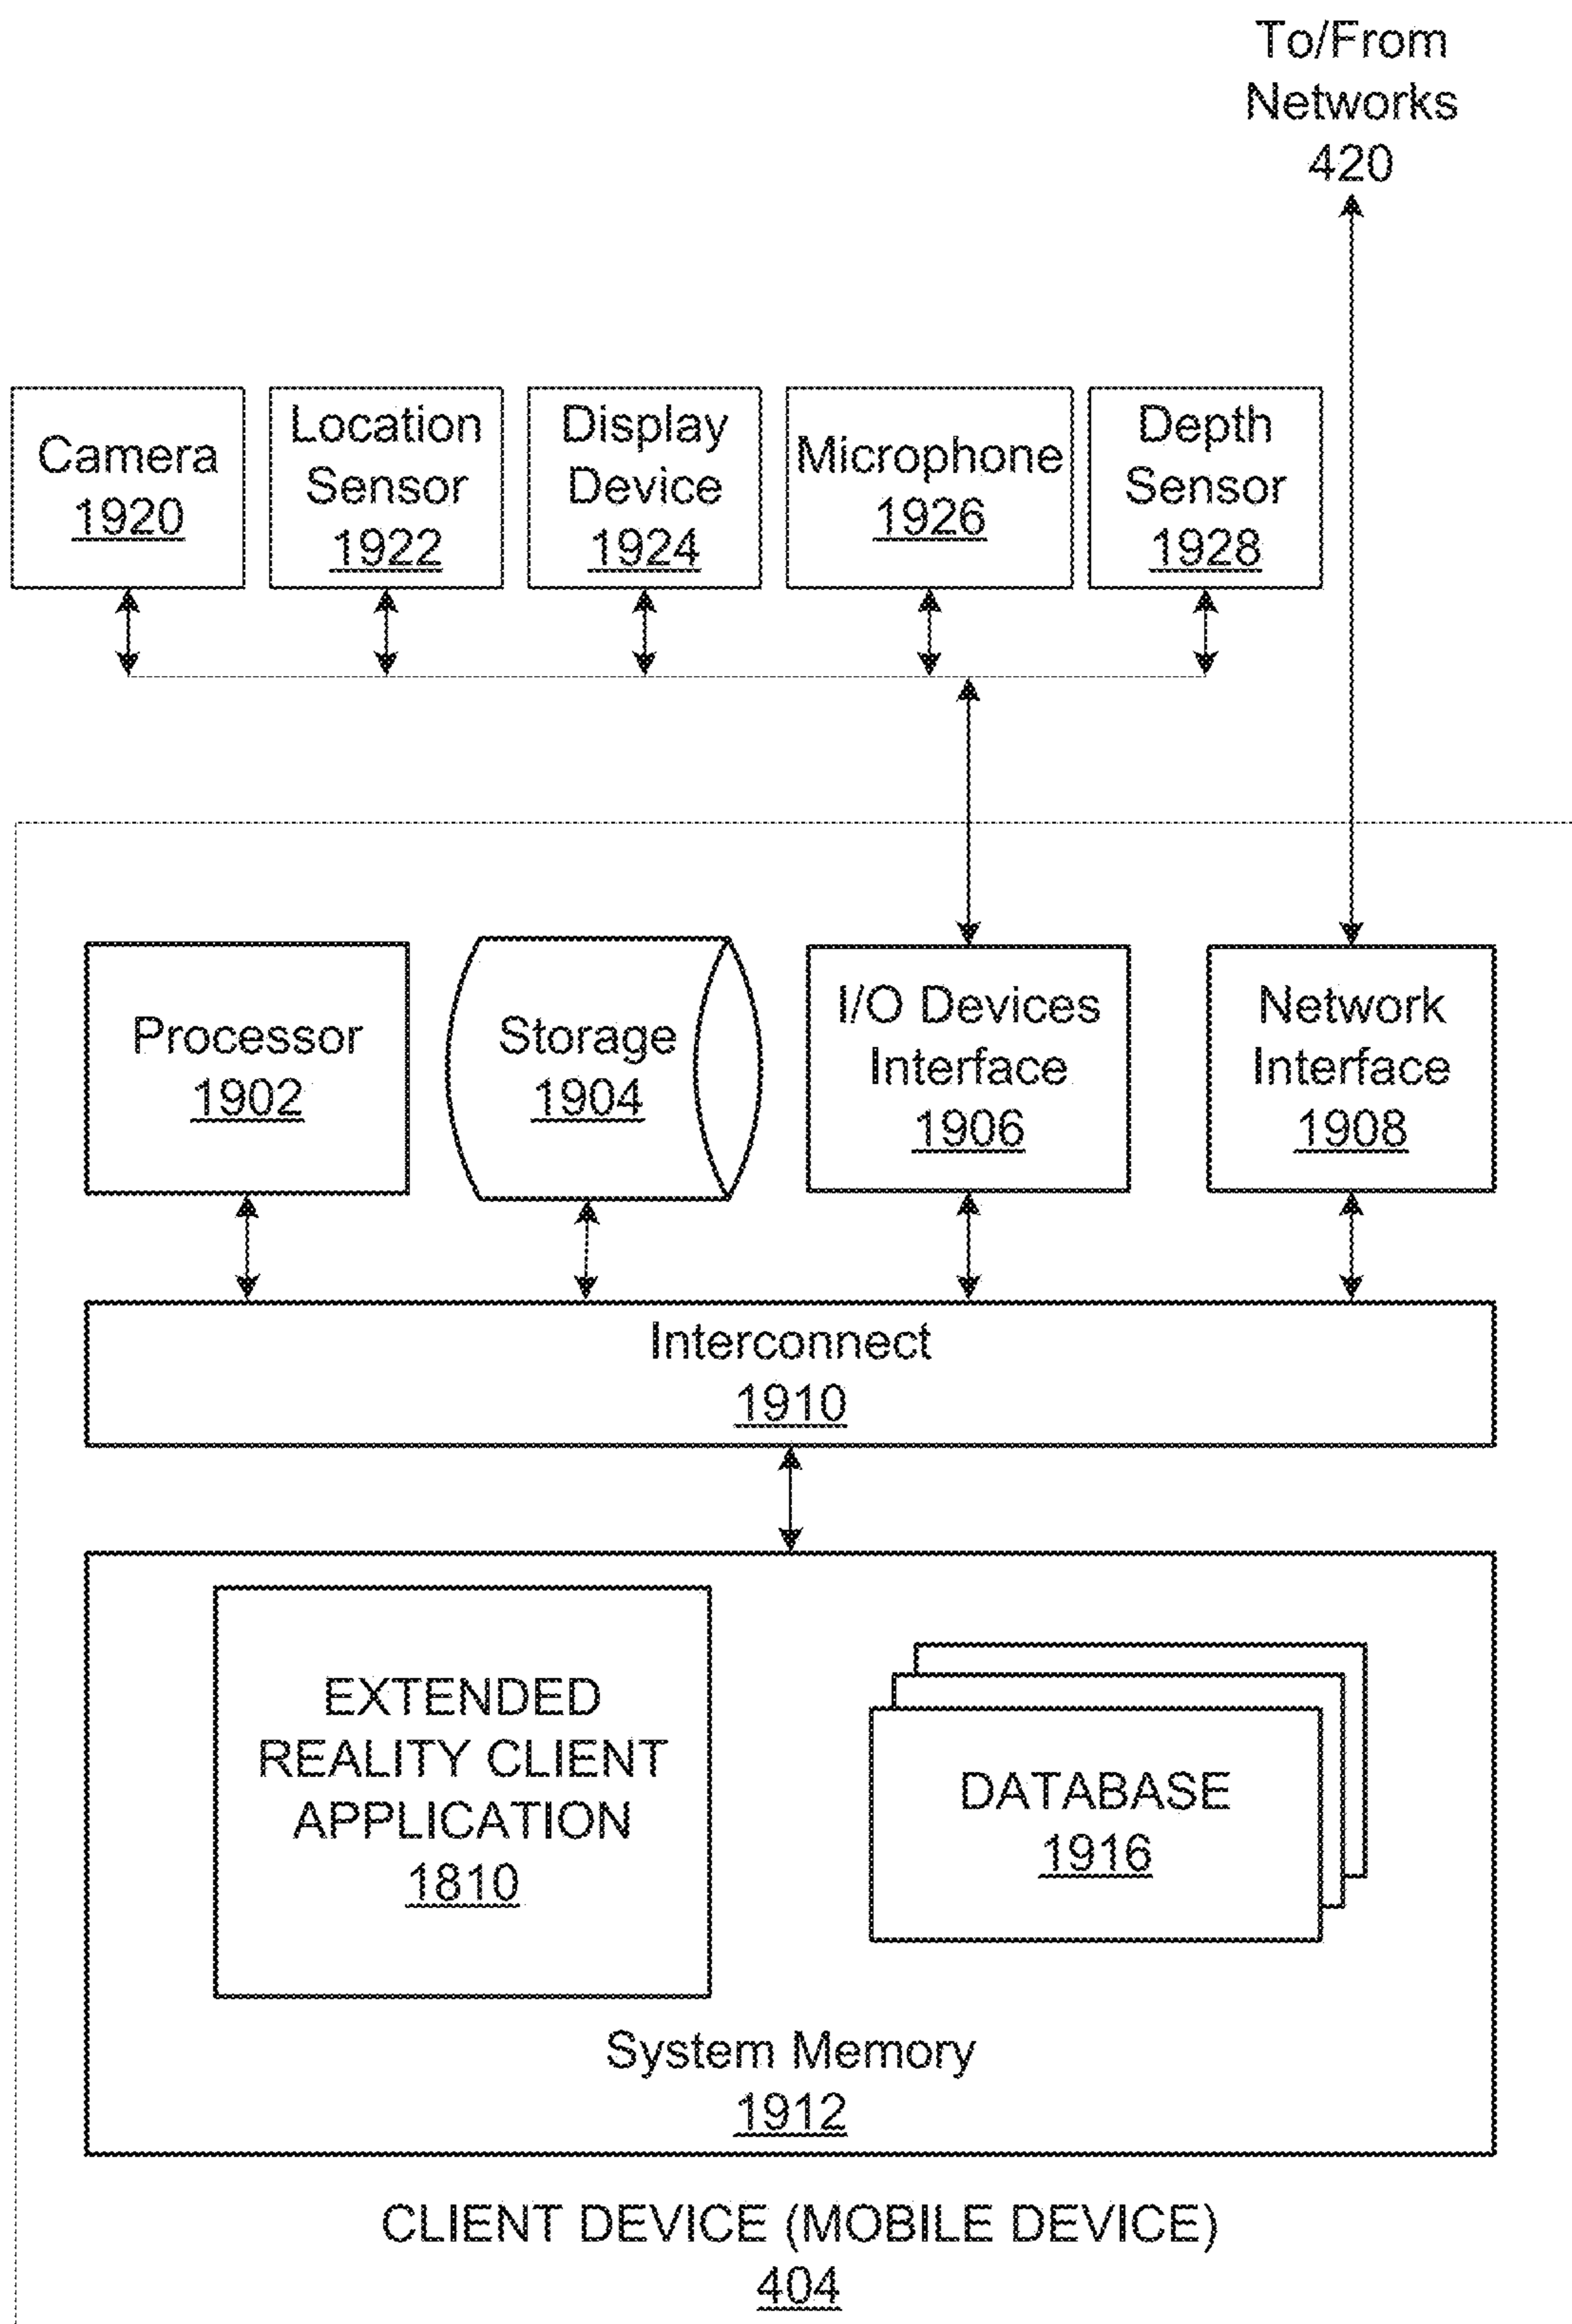 To/From
Networks
420
Camera
1920
Location
Sensor
1922
Display
Device
1924
Microphone
1926
Depth
Sensor
1928
Processor
1902
Storage
1904
I/O Devices
Interface
1906
Network
Interface
1908
Interconnect
1910
EXTENDED
REALITY CLIENT
APPLICATION
1810
DATABASE
1916
System Memory
1912
CLIENT DEVICE (MOBILE DEVICE)
404